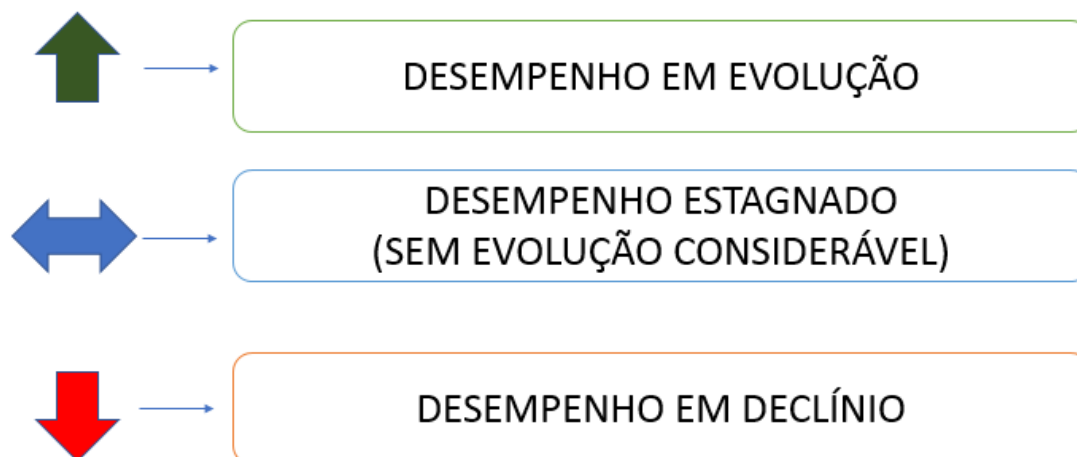 DESEMPENHO EM EVOLUÇÃO
DESEMPENHO ESTAGNADO
(SEM EVOLUÇÃO CONSIDERÁVEL)
DESEMPENHO EM DECLÍNIO